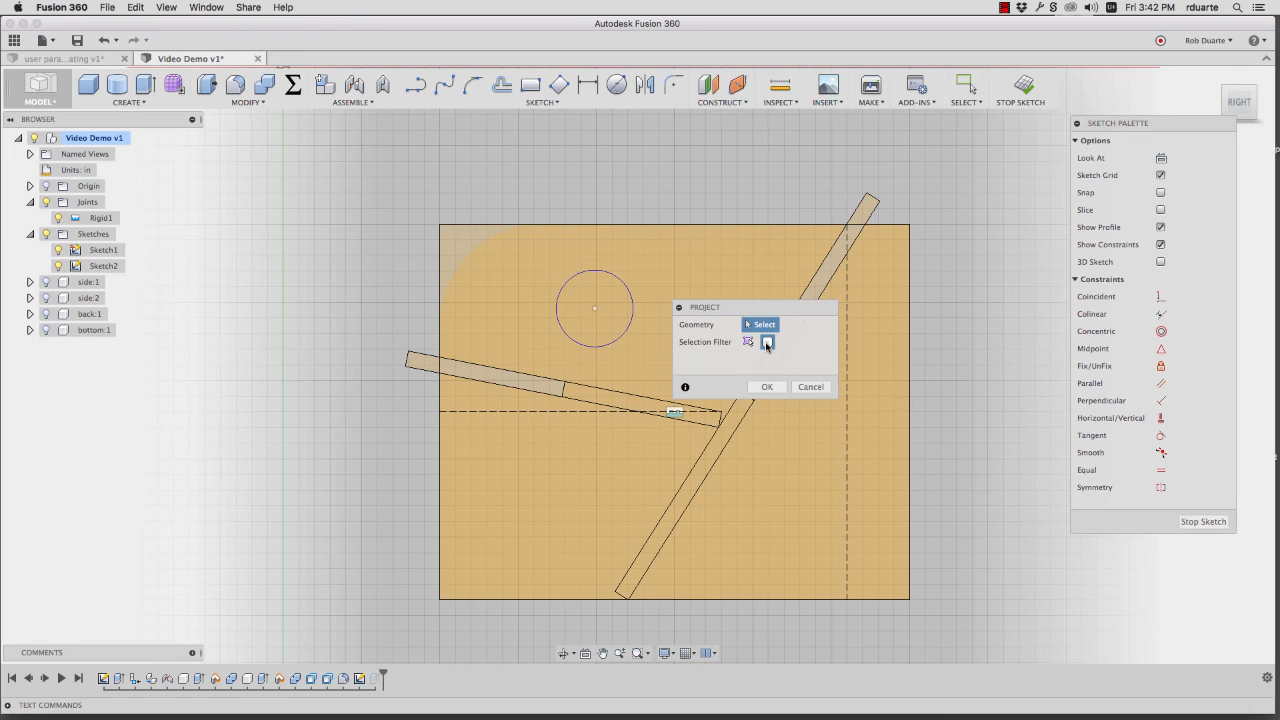 Fusion 360 File Edit View Window Share Help Fri 3:42 PM rduarte
Autodesk Fusion 360
user para...ating v1* Video Demo v1* Rob Duarte
MODEL CREATE MODIFY ASSEMBLE SKETCH CONSTRUCT INSPECT INSERT MAKE ADD-INS SELECT STOP SKETCH
RIGHT
BROWSER
Video Demo v1
Named Views
Units: in
Origin
Joints
Rigid1
Sketches
Sketch1
Sketch2
side:1
side:2
back:1
bottom:1
PROJECT
Geometry Select
Selection Filter
OK Cancel
SKETCH PALETTE
Options
Look At
Sketch Grid
Snap
Slice
Show Profile
Show Constraints
3D Sketch
Constraints
Coincident
Colinear
Concentric
Midpoint
Fix/UnFix
Parallel
Perpendicular
Horizontal/Vertical
Tangent
Smooth
Equal
Symmetry
Stop Sketch
COMMENTS
TEXT COMMANDS